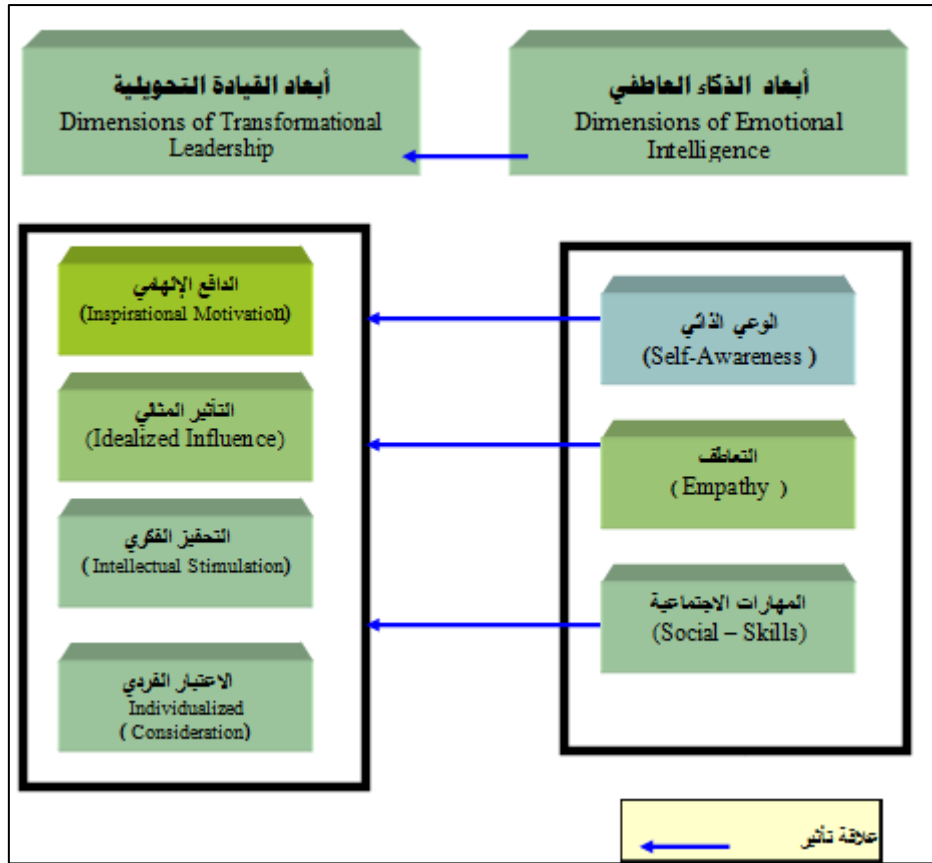 أبعاد الذكاء العاطفي
Dimensions of Emotional
Intelligence
أبعاد القيادة التحويلية
Dimensions of Transformational
Leadership
الوعي الذاتي
(Self-Awareness )
التعاطف
( Empathy )
المهارات الاجتماعية
(Social – Skills)
الدافع الإلهامي
(Inspirational Motivation)
التأثير المثالي
(Idealized Influence)
التحفيز الفكري
( Intellectual Stimulation)
الاعتبار الفردي
Individualized
( Consideration)
علاقة تأثير